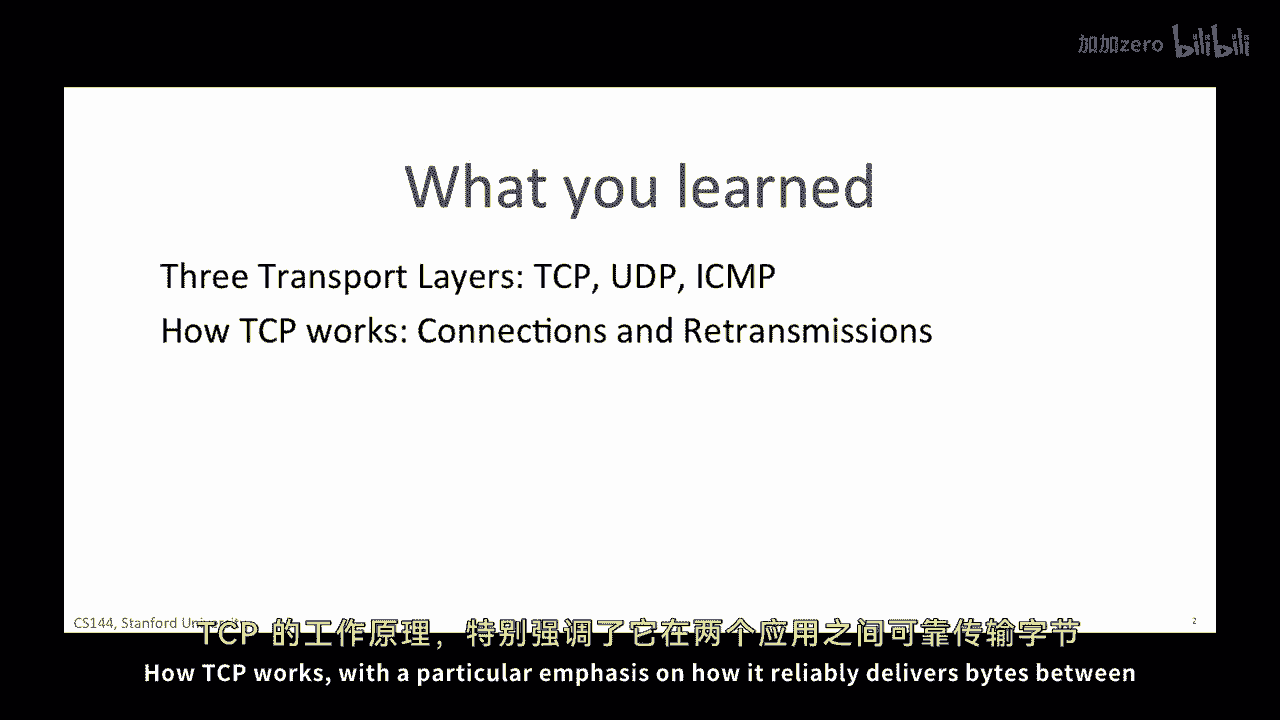 加加zero bilibili
What you learned
Three Transport Layers: TCP, UDP, ICMP
How TCP works: Connections and Retransmissions
CS144, Stanford
2
TCP 的工作原理，特别强调了它在两个应用之间可靠传输字节
How TCP works, with a particular emphasis on how it reliably delivers bytes between